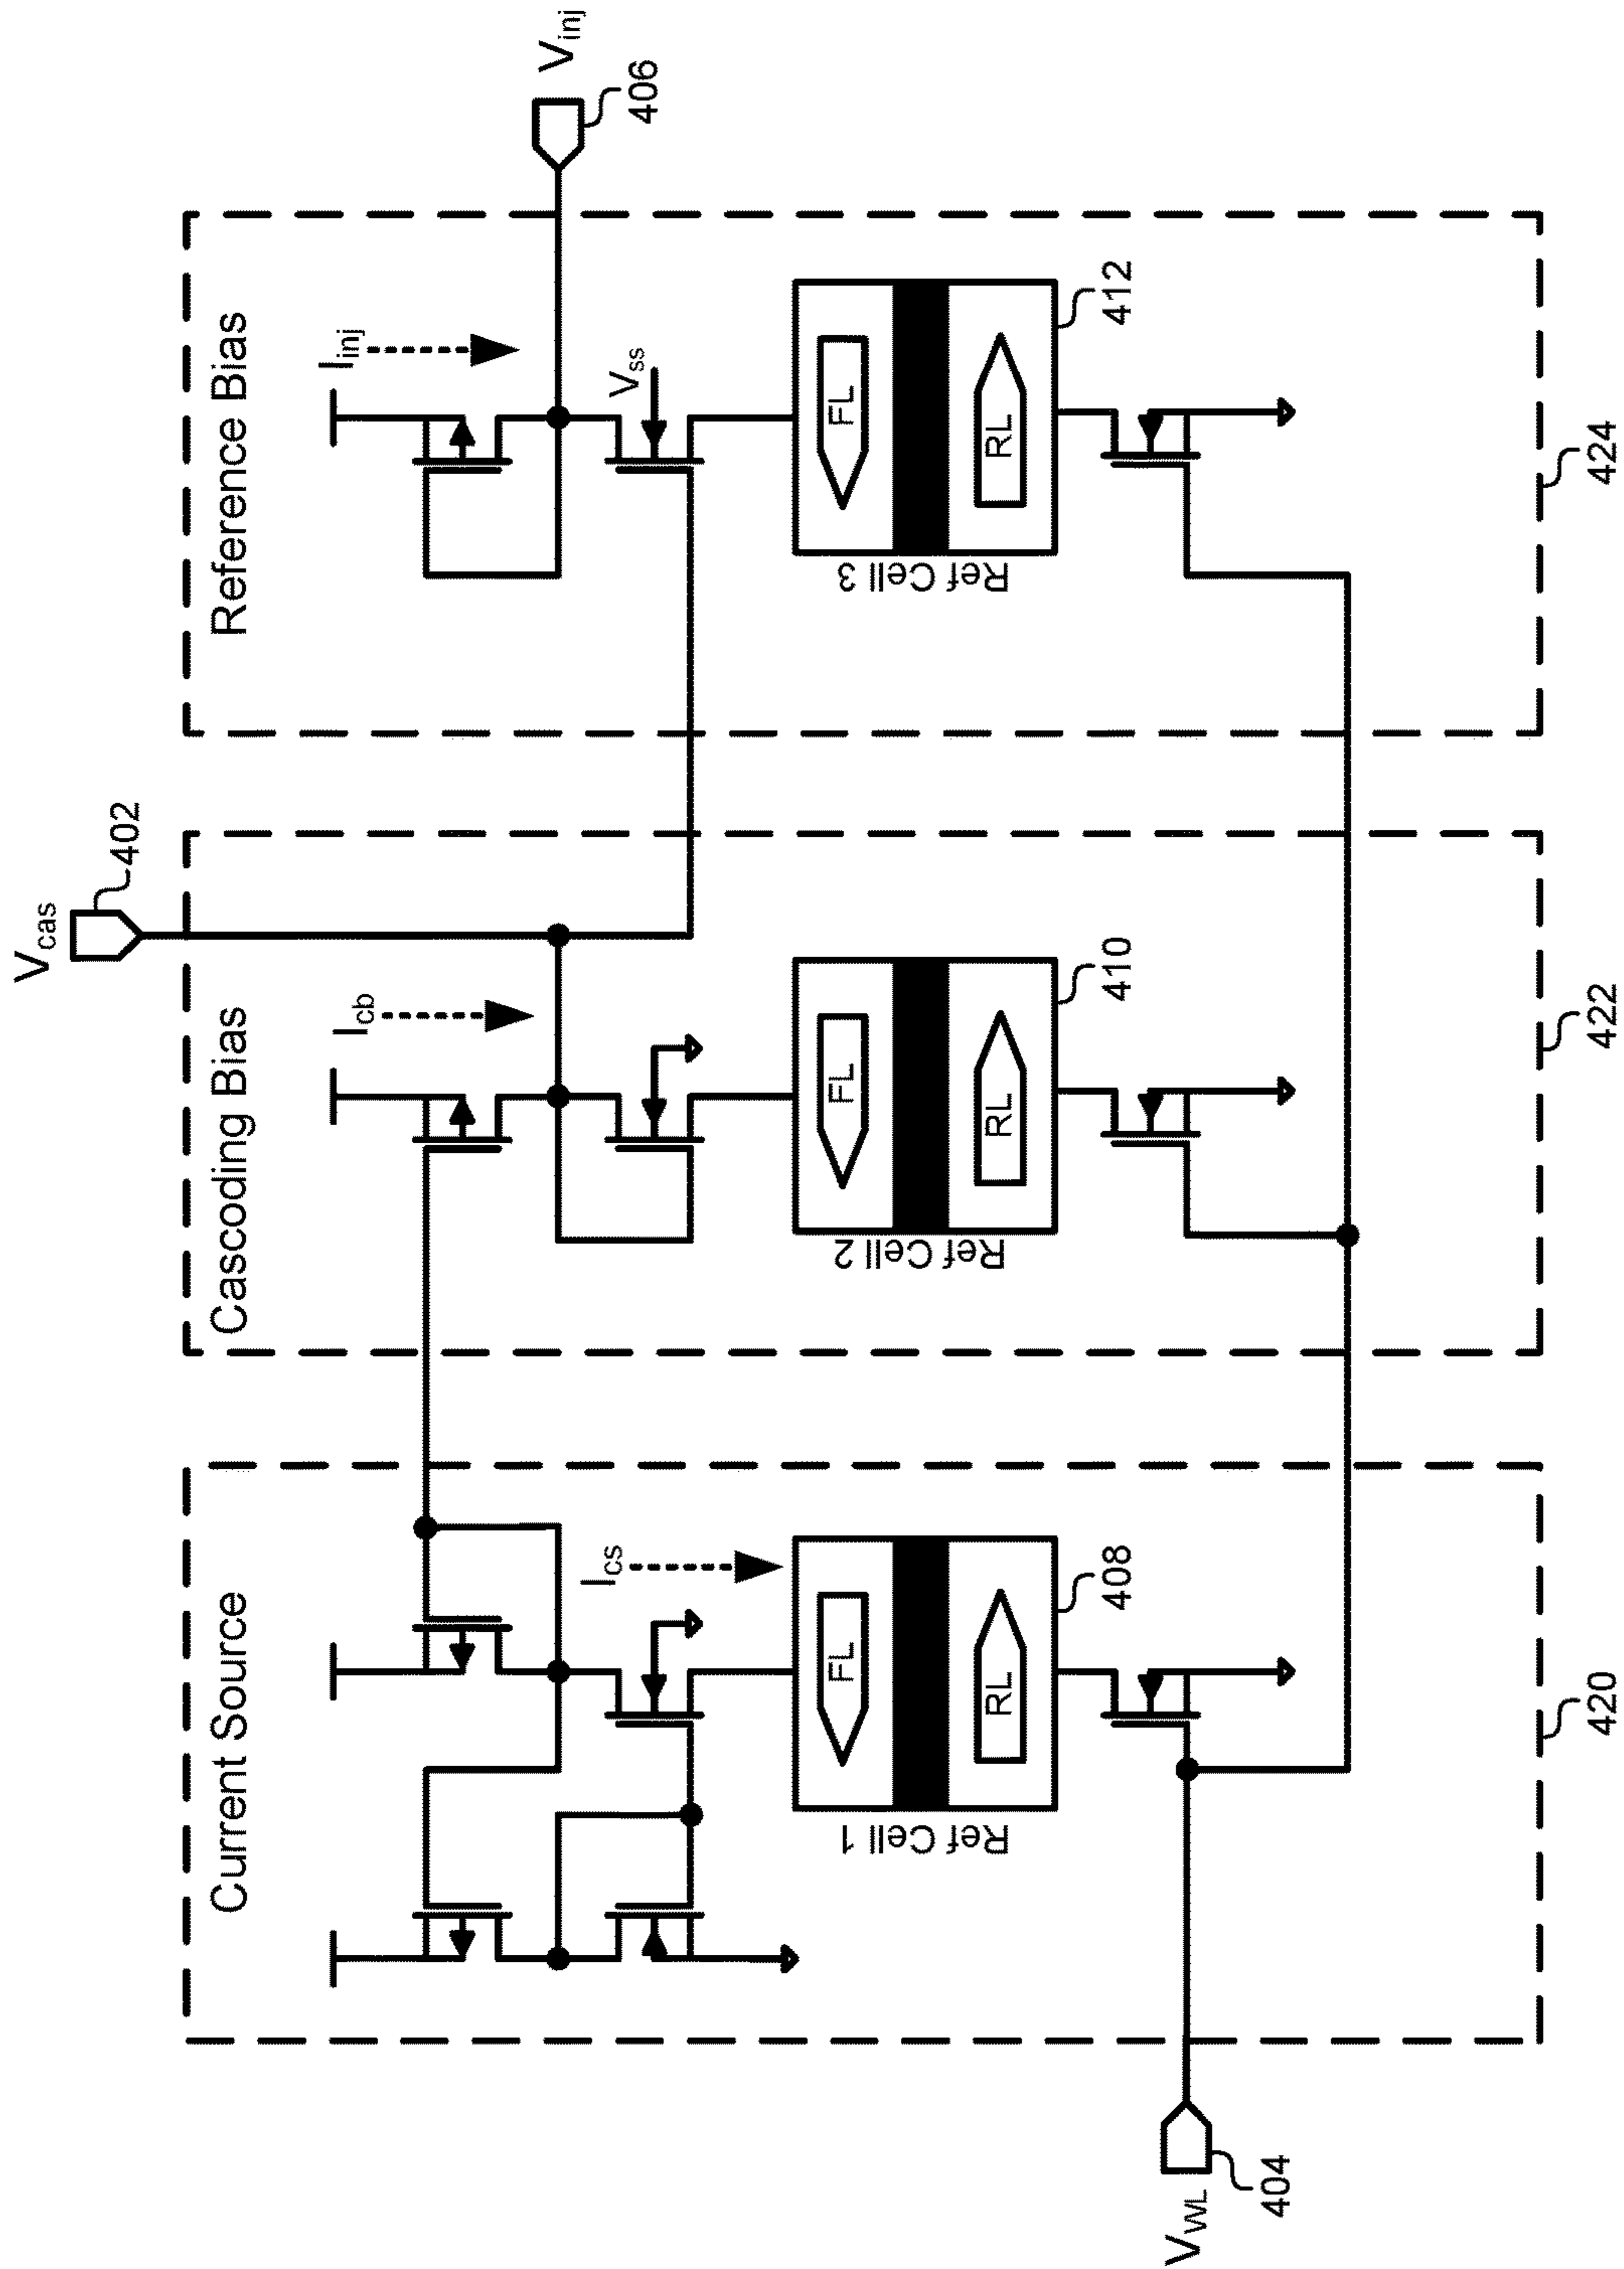 V_cas
402
Current Source
Cascoding Bias
Reference Bias
I_cs
I_cb
I_inj
V_ss
V_inj
406
FL
RL
Ref Cell 1
408
FL
RL
Ref Cell 2
410
FL
RL
Ref Cell 3
412
V_WL
404
420
422
424